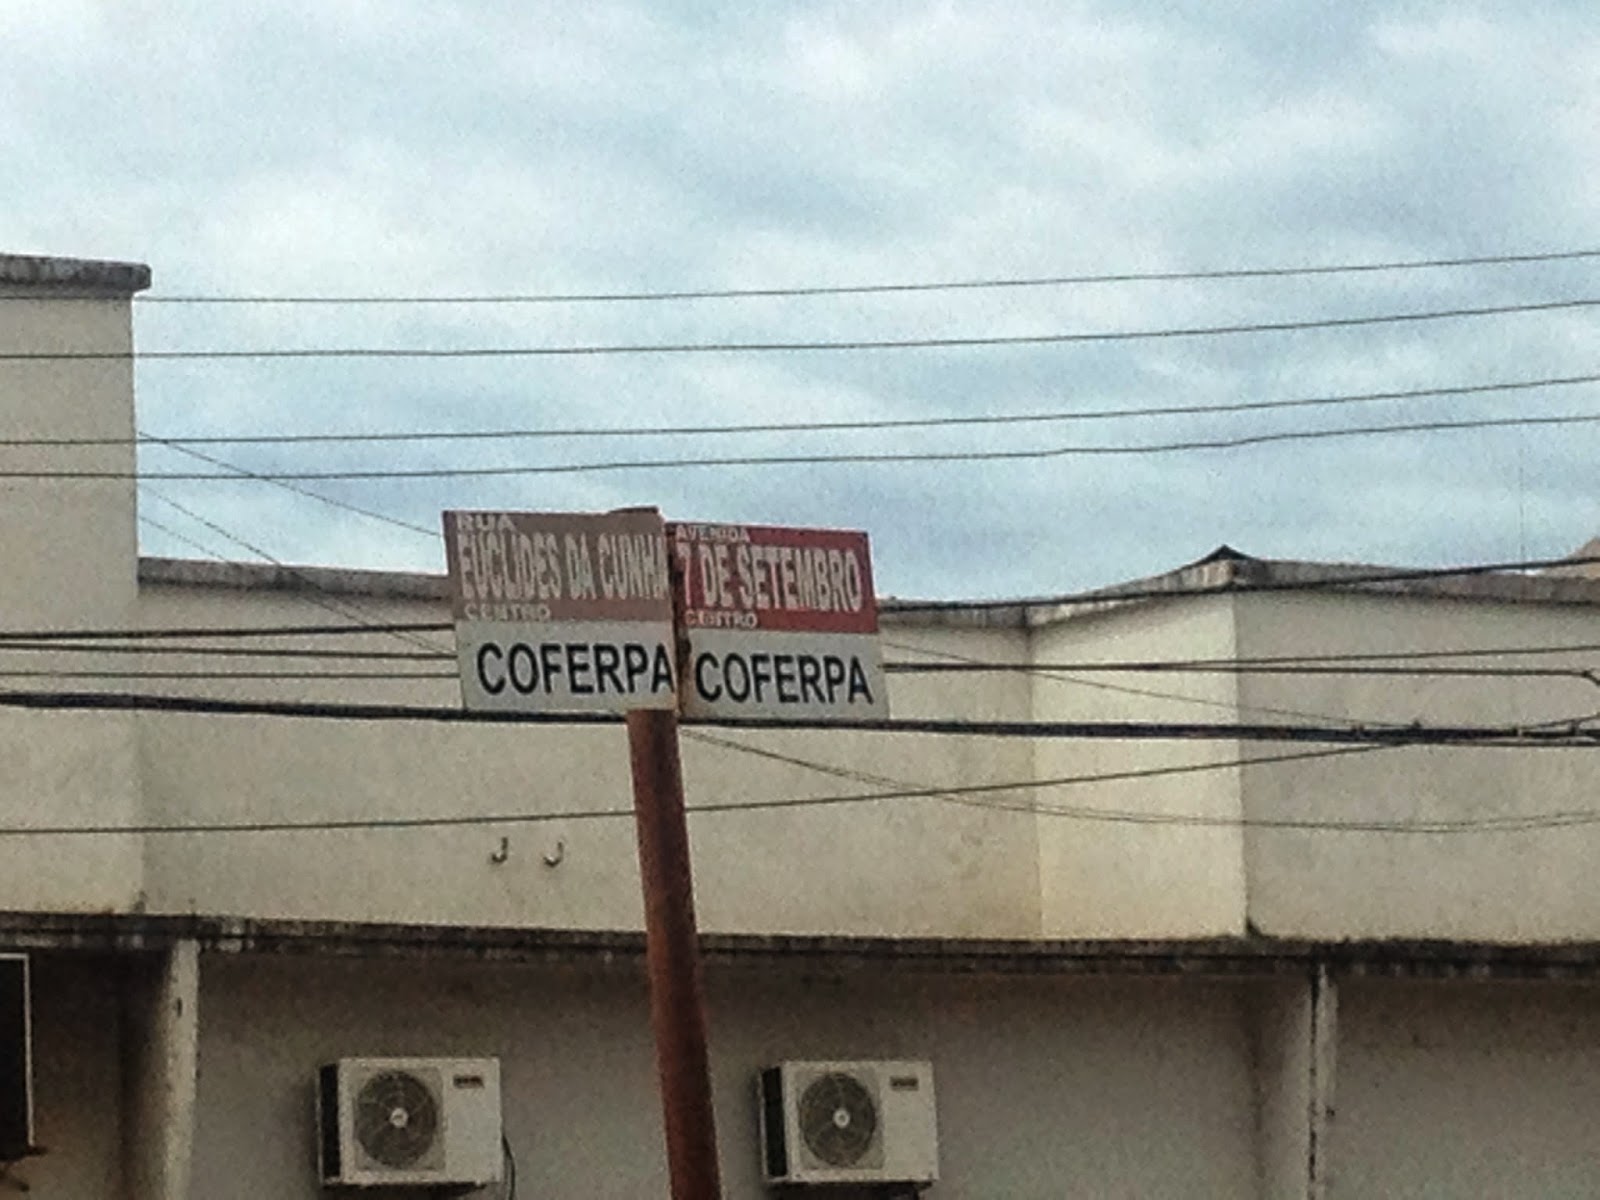 RUA
EUCLIDES DA CUNHA
CENTRO
COFERPA
AVENIDA
7 DE SETEMBRO
CENTRO
COFERPA